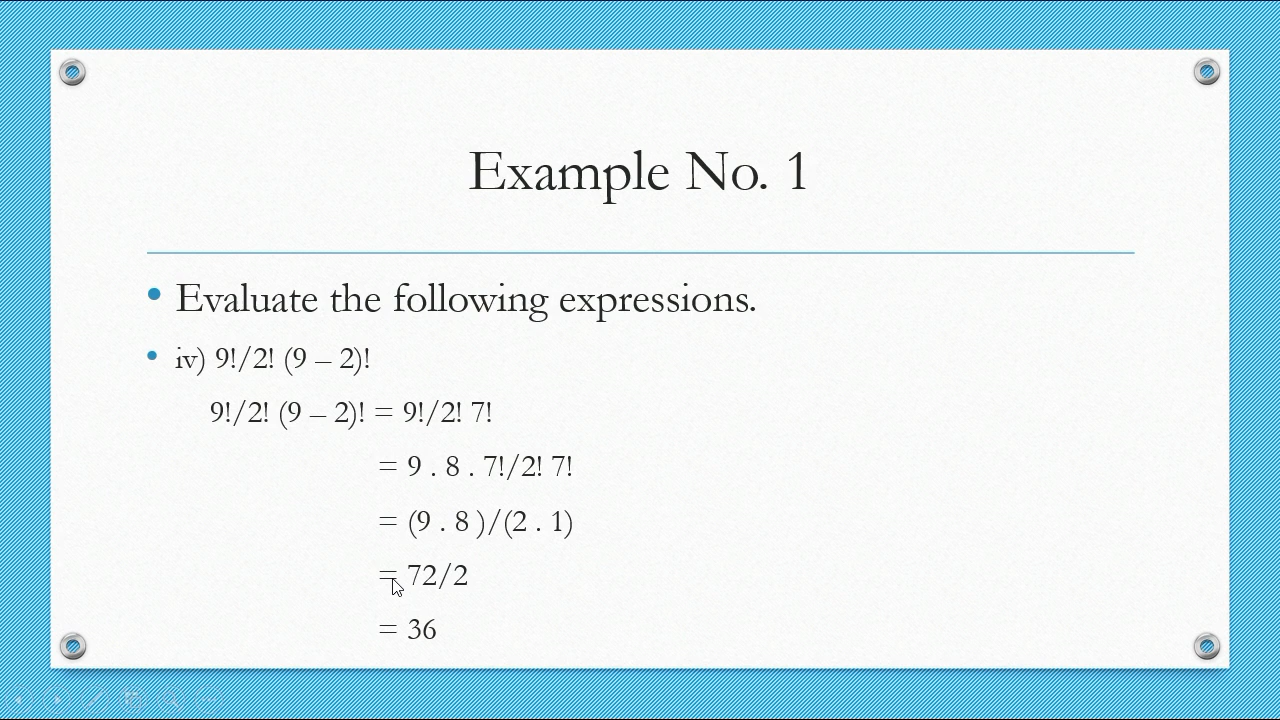 Example No. 1
• Evaluate the following expressions.
• iv) 9!/2! (9 – 2)!
9!/2! (9 – 2)! = 9!/2! 7!
= 9 . 8 . 7!/2! 7!
= (9 . 8 )/(2 . 1)
= 72/2
= 36